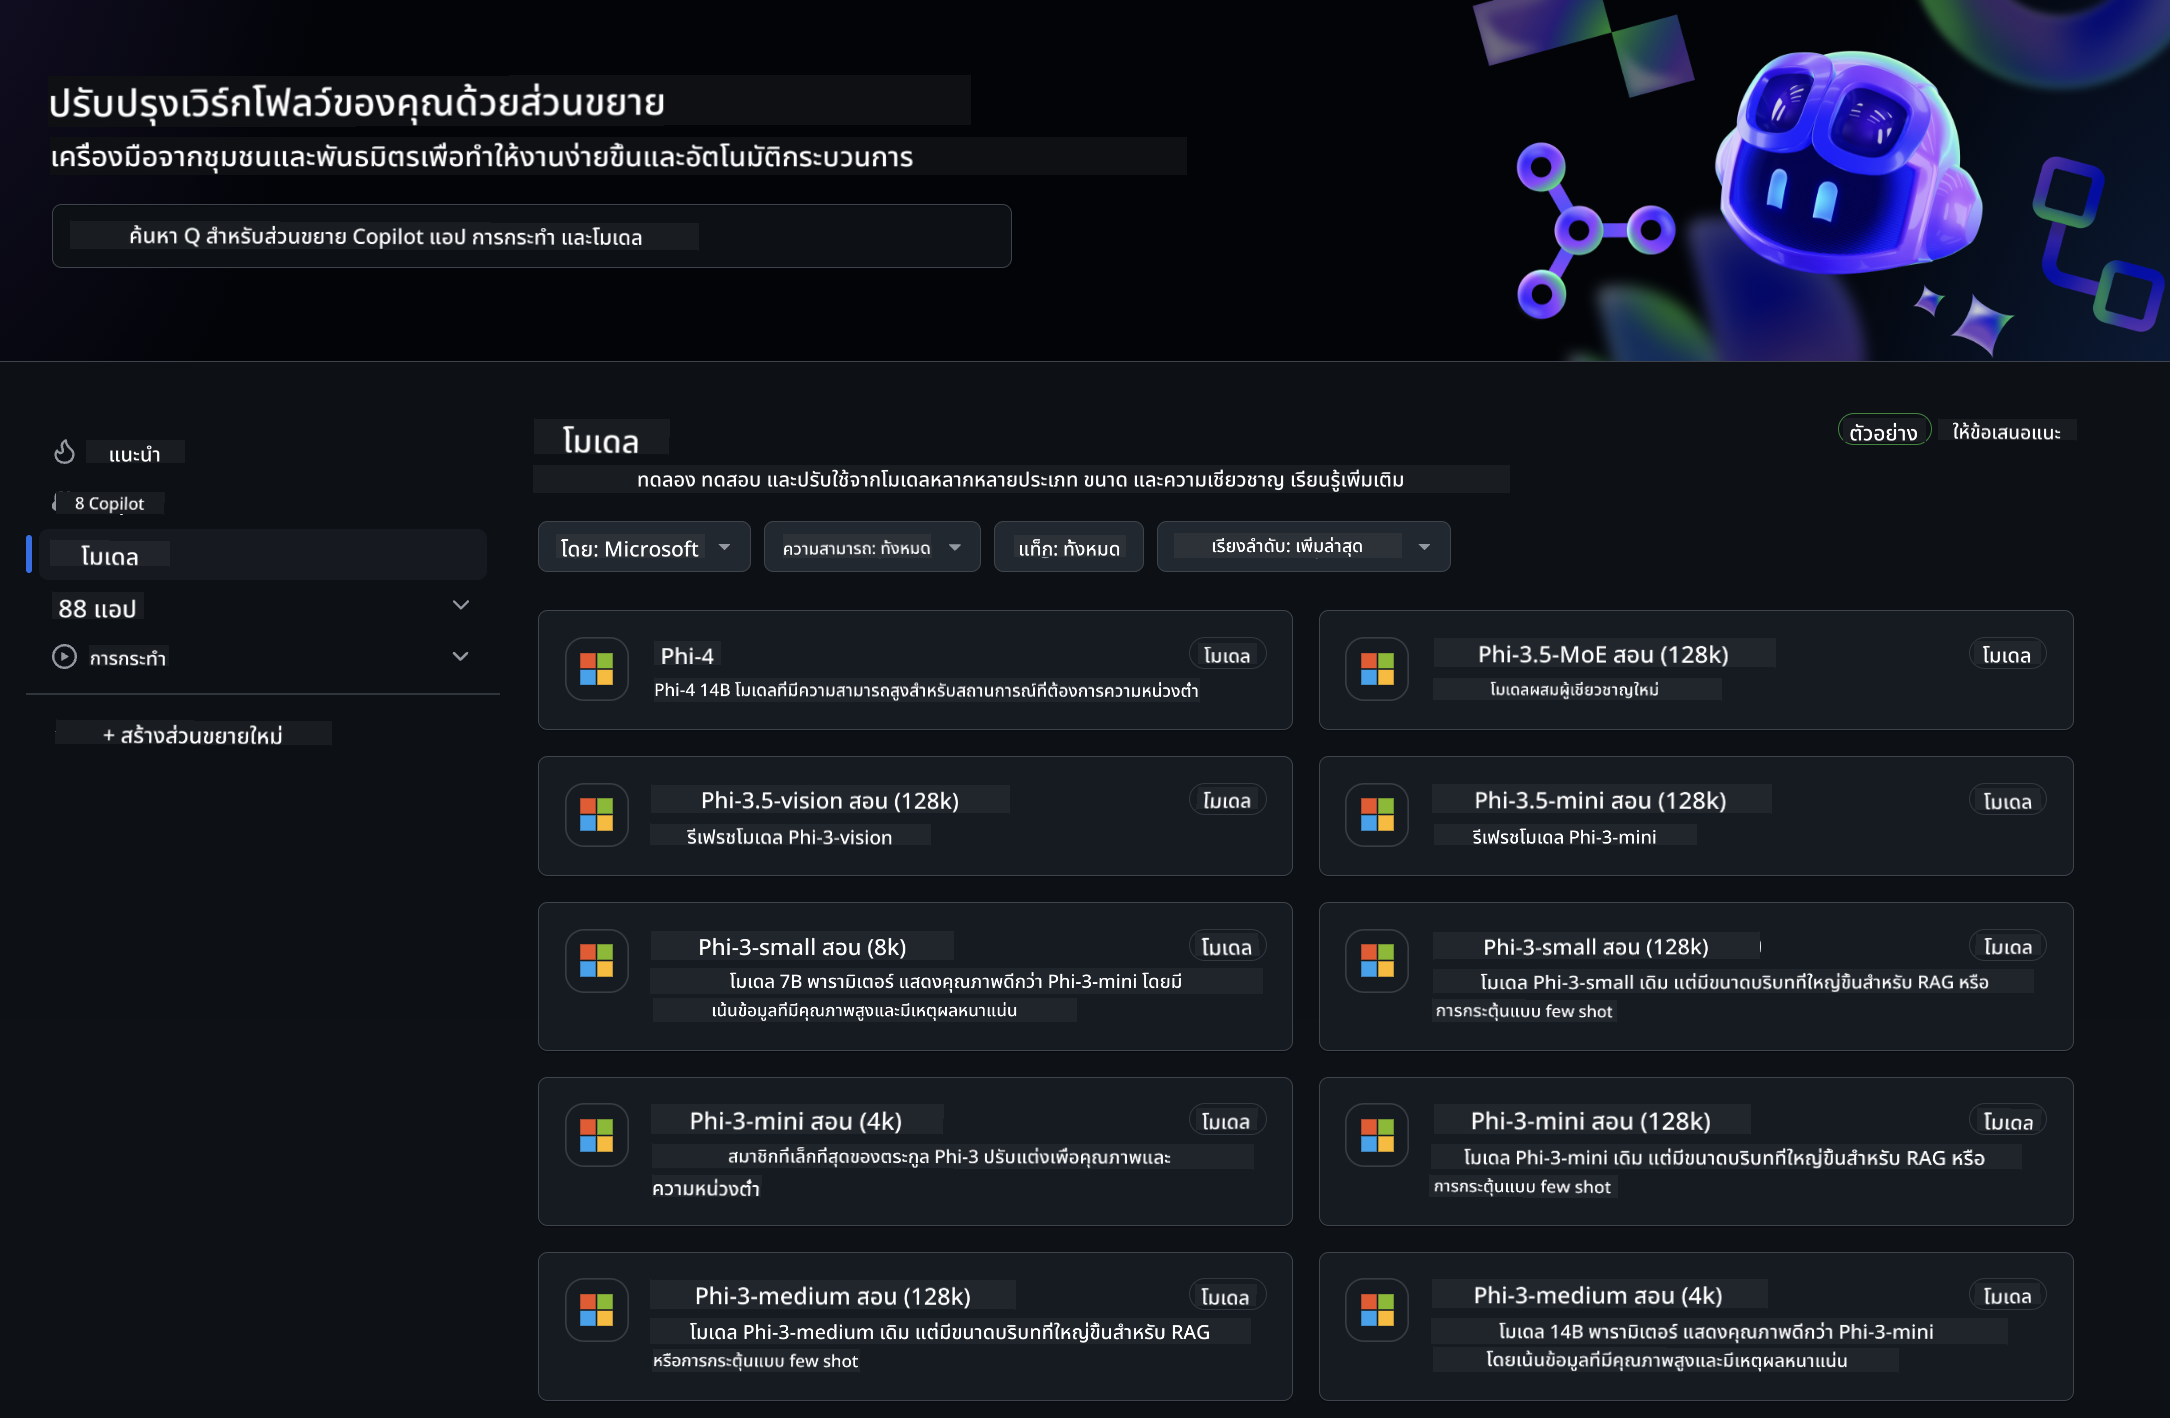 ปรับปรุงเวิร์กโฟลว์ของคุณด้วยส่วนขยาย
เครื่องมือจากชุมชนและพันธมิตรเพื่อทำให้งานง่ายขึ้นและอัตโนมัติกระบวนการ
ค้นหา Q สำหรับส่วนขยาย Copilot แอป การกระทำ และโมเดล
แนะนำ
8 Copilot
โมเดล
88 แอป
การกระทำ
+ สร้างส่วนขยายใหม่
โมเดล
ตัวอย่าง
ให้ข้อเสนอแนะ
ทดลอง ทดสอบ และปรับใช้จากโมเดลหลากหลายประเภท ขนาด และความเชี่ยวชาญ เรียนรู้เพิ่มเติม
โดย: Microsoft
ความสามารถ: ทั้งหมด
แท็ก: ทั้งหมด
เรียงลำดับ: เพิ่มล่าสุด
Phi-4
โมเดล
Phi-4 14B โมเดลที่มีความสามารถสูงสำหรับสถานการณ์ที่ต้องการความหน่วงต่ำ
Phi-3.5-MoE สอน (128k)
โมเดล
โมเดลผสมผู้เชี่ยวชาญใหม่
Phi-3.5-vision สอน (128k)
โมเดล
รีเฟรชโมเดล Phi-3-vision
Phi-3.5-mini สอน (128k)
โมเดล
รีเฟรชโมเดล Phi-3-mini
Phi-3-small สอน (8k)
โมเดล
โมเดล 7B พารามิเตอร์ แสดงคุณภาพดีกว่า Phi-3-mini โดยมี
เน้นข้อมูลที่มีคุณภาพสูงและมีเหตุผลหนาแน่น
Phi-3-small สอน (128k)
โมเดล
โมเดล Phi-3-small เดิม แต่มีขนาดบริบทที่ใหญ่ขึ้นสำหรับ RAG หรือ
การกระตุ้นแบบ few shot
Phi-3-mini สอน (4k)
โมเดล
สมาชิกที่เล็กที่สุดของตระกูล Phi-3 ปรับแต่งเพื่อคุณภาพและ
ความหน่วงต่ำ
Phi-3-mini สอน (128k)
โมเดล
โมเดล Phi-3-mini เดิม แต่มีขนาดบริบทที่ใหญ่ขึ้นสำหรับ RAG หรือ
การกระตุ้นแบบ few shot
Phi-3-medium สอน (128k)
โมเดล
โมเดล Phi-3-medium เดิม แต่มีขนาดบริบทที่ใหญ่ขึ้นสำหรับ RAG
หรือการกระตุ้นแบบ few shot
Phi-3-medium สอน (4k)
โมเดล
โมเดล 14B พารามิเตอร์ แสดงคุณภาพดีกว่า Phi-3-mini
โดยเน้นข้อมูลที่มีคุณภาพสูงและมีเหตุผลหนาแน่น